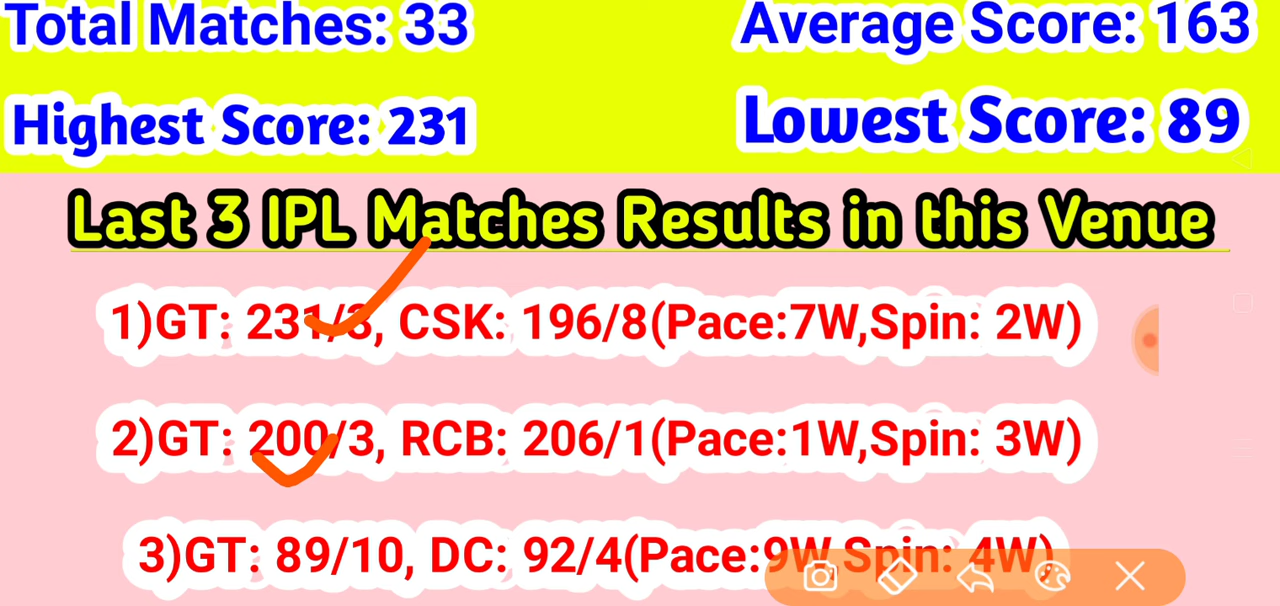 Total Matches: 33 Average Score: 163
Highest Score: 231 Lowest Score: 89
Last 3 IPL Matches Results in this Venue
1)GT: 231/3, CSK: 196/8(Pace:7W,Spin: 2W)
2)GT: 200/3, RCB: 206/1(Pace:1W,Spin: 3W)
3)GT: 89/10, DC: 92/4(Pace:9W,Spin: 4W)